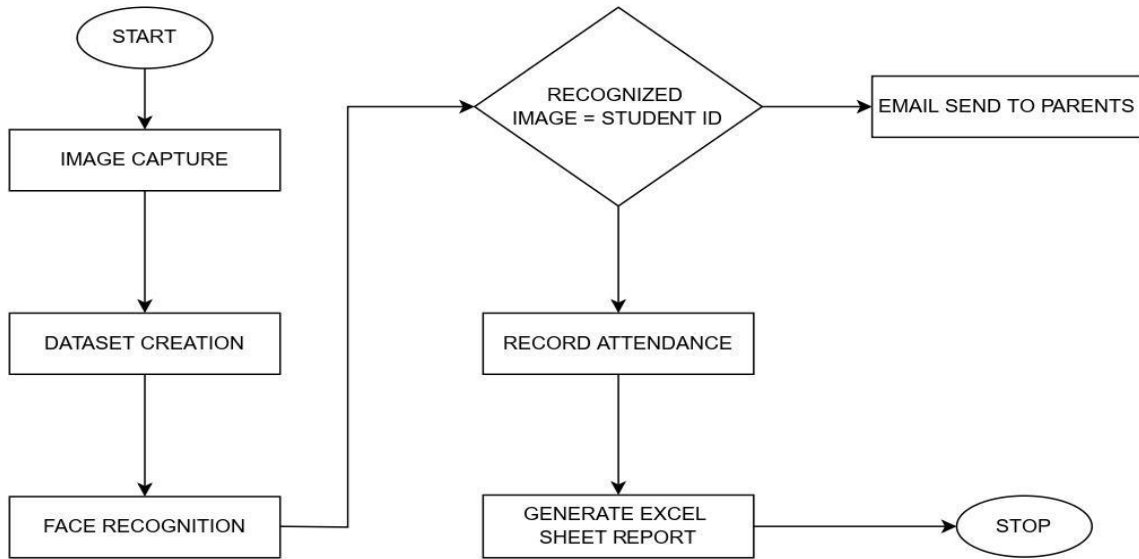 START
IMAGE CAPTURE
DATASET CREATION
FACE RECOGNITION
RECOGNIZED
IMAGE = STUDENT ID
EMAIL SEND TO PARENTS
RECORD ATTENDANCE
GENERATE EXCEL
SHEET REPORT
STOP